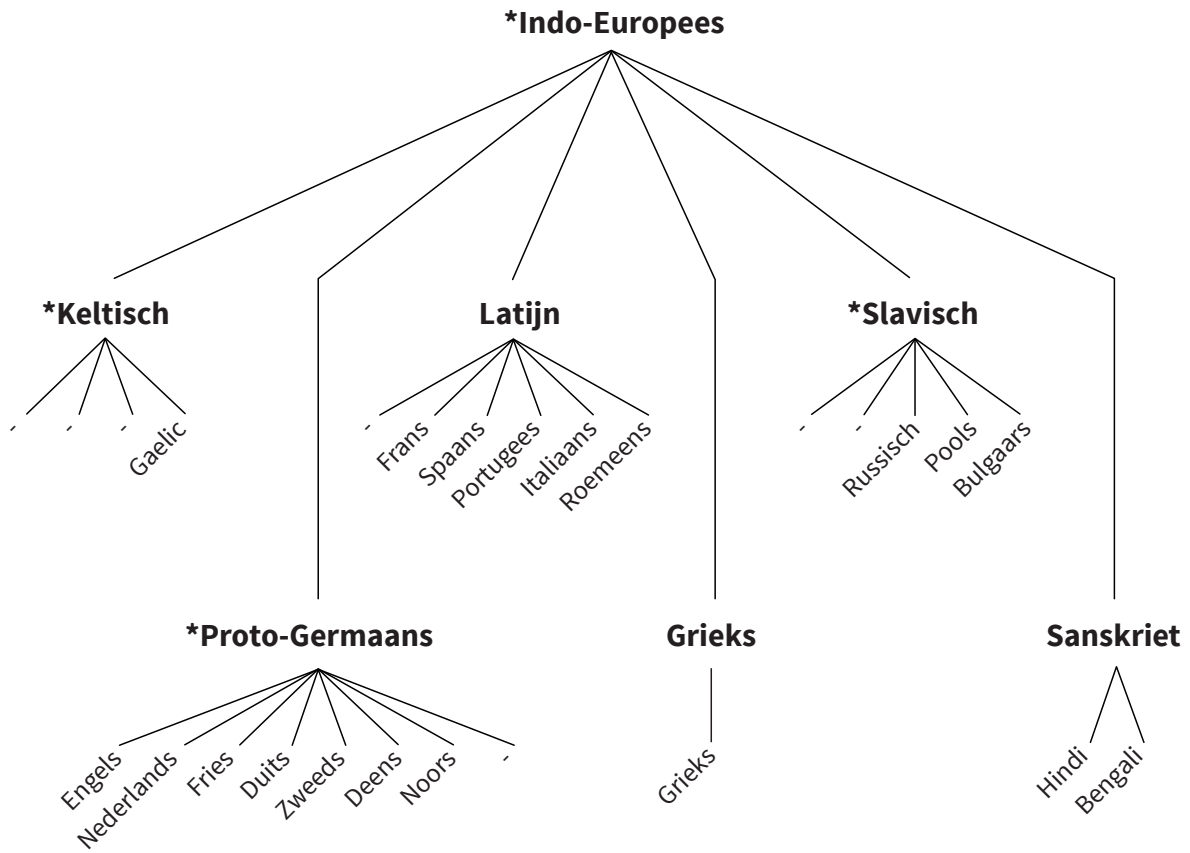 *Indo-Europees
*Keltisch
Latijn
*Slavisch
-
-
-
Gaelic
-
Frans
Spaans
Portugees
Italiaans
Roemeens
-
-
Russisch
Pools
Bulgaars
*Proto-Germaans
Grieks
Sanskriet
Engels
Nederlands
Fries
Duits
Zweeds
Deens
Noors
-
Grieks
Hindi
Bengali